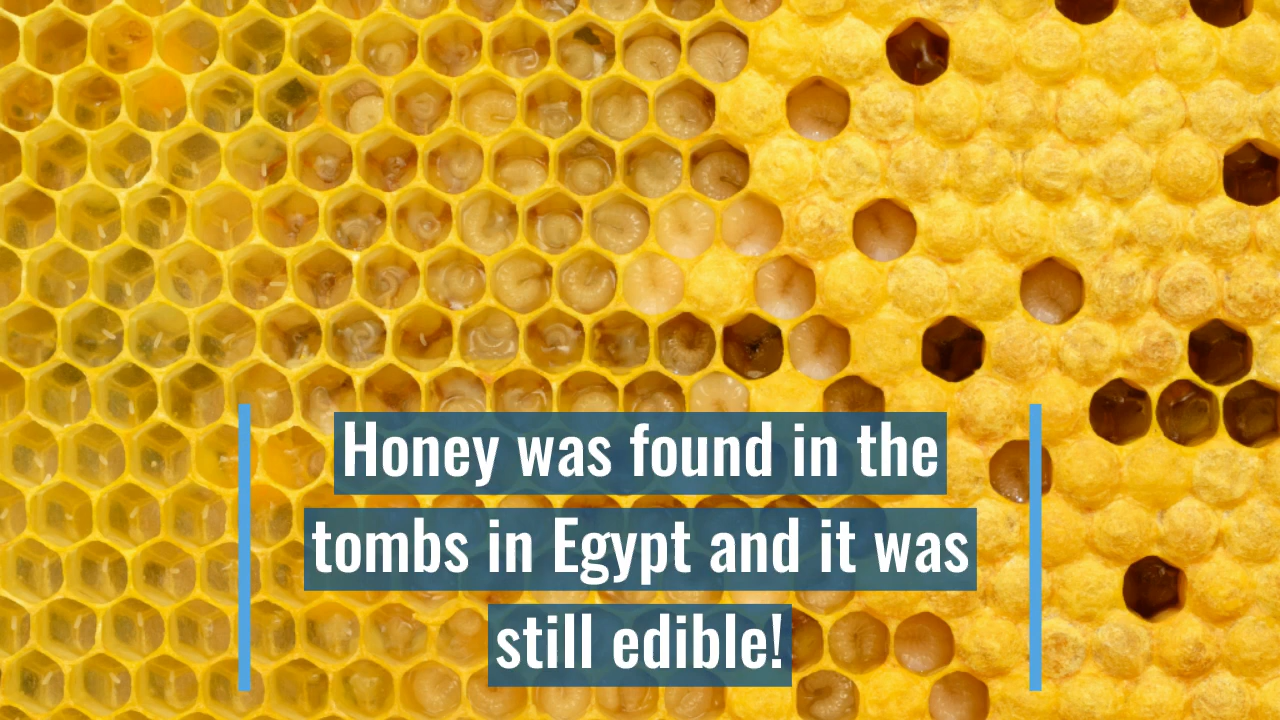 Honey was found in the
tombs in Egypt and it was
still edible!